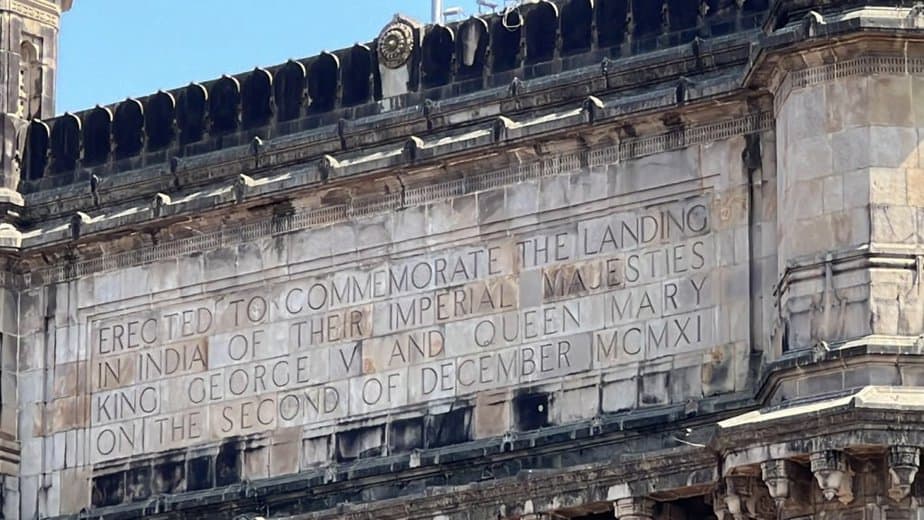 ERECTED TO COMMEMORATE THE LANDING
IN INDIA OF THEIR IMPERIAL MAJESTIES
KING GEORGE V AND QUEEN MARY
ON THE SECOND OF DECEMBER MCMXI